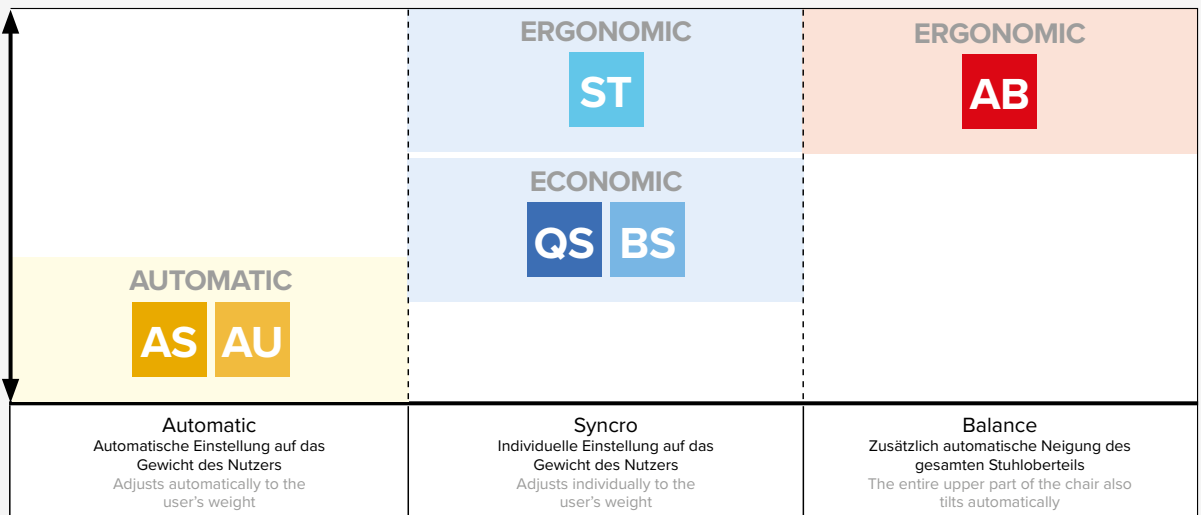 ERGONOMIC
ST
ERGONOMIC
AB
ECONOMIC
QS BS
AUTOMATIC
AS AU
Automatic
Automatische Einstellung auf das
Gewicht des Nutzers
Adjusts automatically to the
user's weight
Syncro
Individuelle Einstellung auf das
Gewicht des Nutzers
Adjusts individually to the
user's weight
Balance
Zusätzlich automatische Neigung des
gesamten Stuhloberteils
The entire upper part of the chair also
tilts automatically